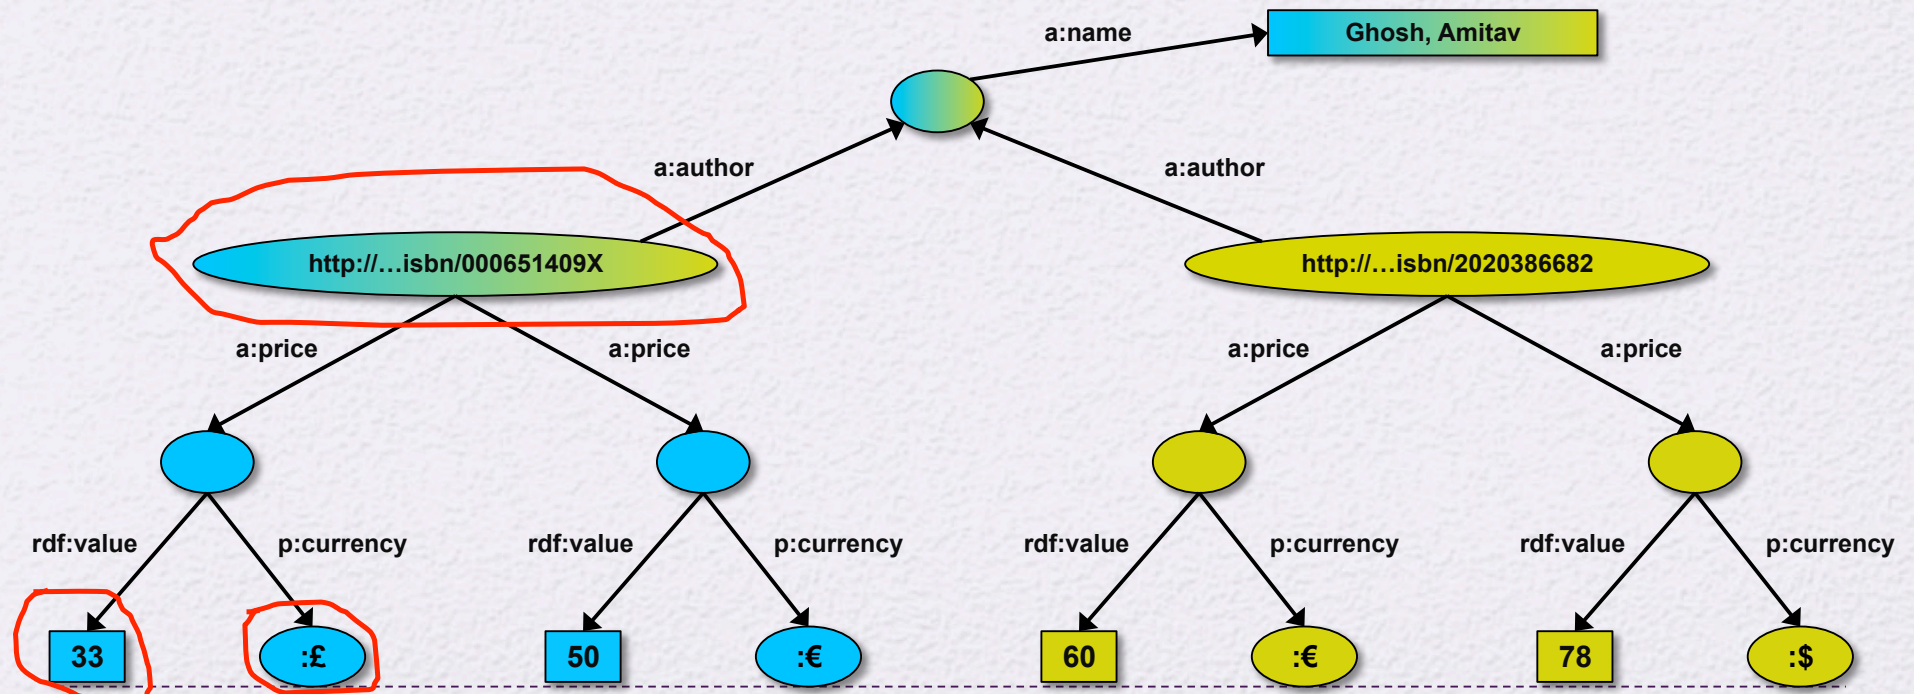 a:name
Ghosh, Amitav
a:author
a:author
http://…isbn/000651409X
http://…isbn/2020386682
a:price
a:price
a:price
a:price
rdf:value
p:currency
rdf:value
p:currency
rdf:value
p:currency
rdf:value
p:currency
33
:£
50
:€
60
:€
78
:$